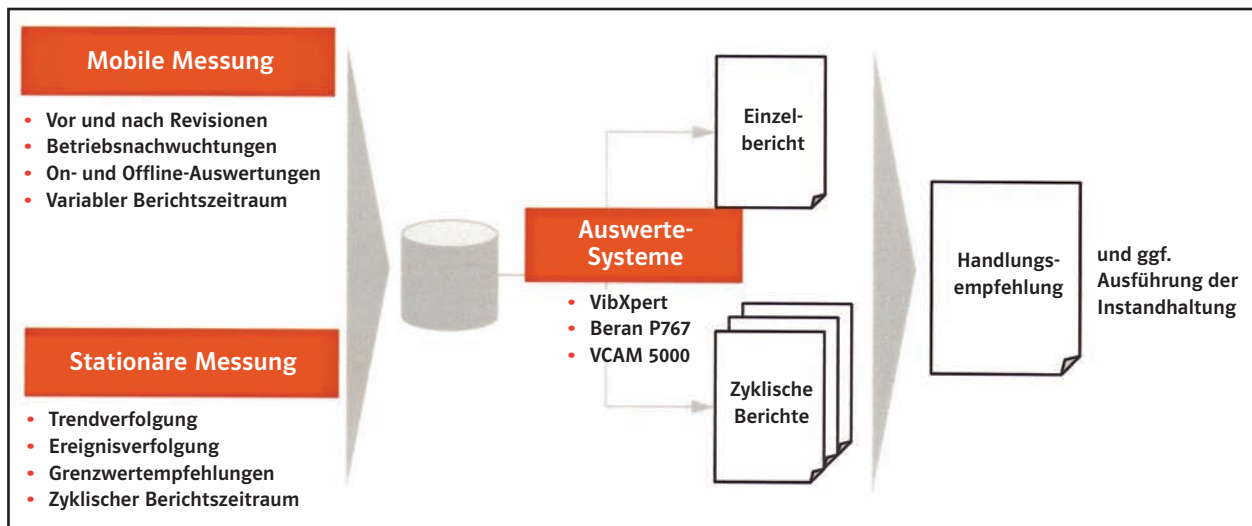 Mobile Messung
• Vor und nach Revisionen
• Betriebsnachwuchtungen
• On- und Offline-Auswertungen
• Variabler Berichtszeitraum
Stationäre Messung
• Trendverfolgung
• Ereignisverfolgung
• Grenzwertempfehlungen
• Zyklischer Berichtszeitraum
Auswerte-
Systeme
• VibXpert
• Beran P767
• VCAM 5000
Einzel-
bericht
Zyklische
Berichte
Handlungs-
empfehlung
und ggf.
Ausführung der
Instandhaltung